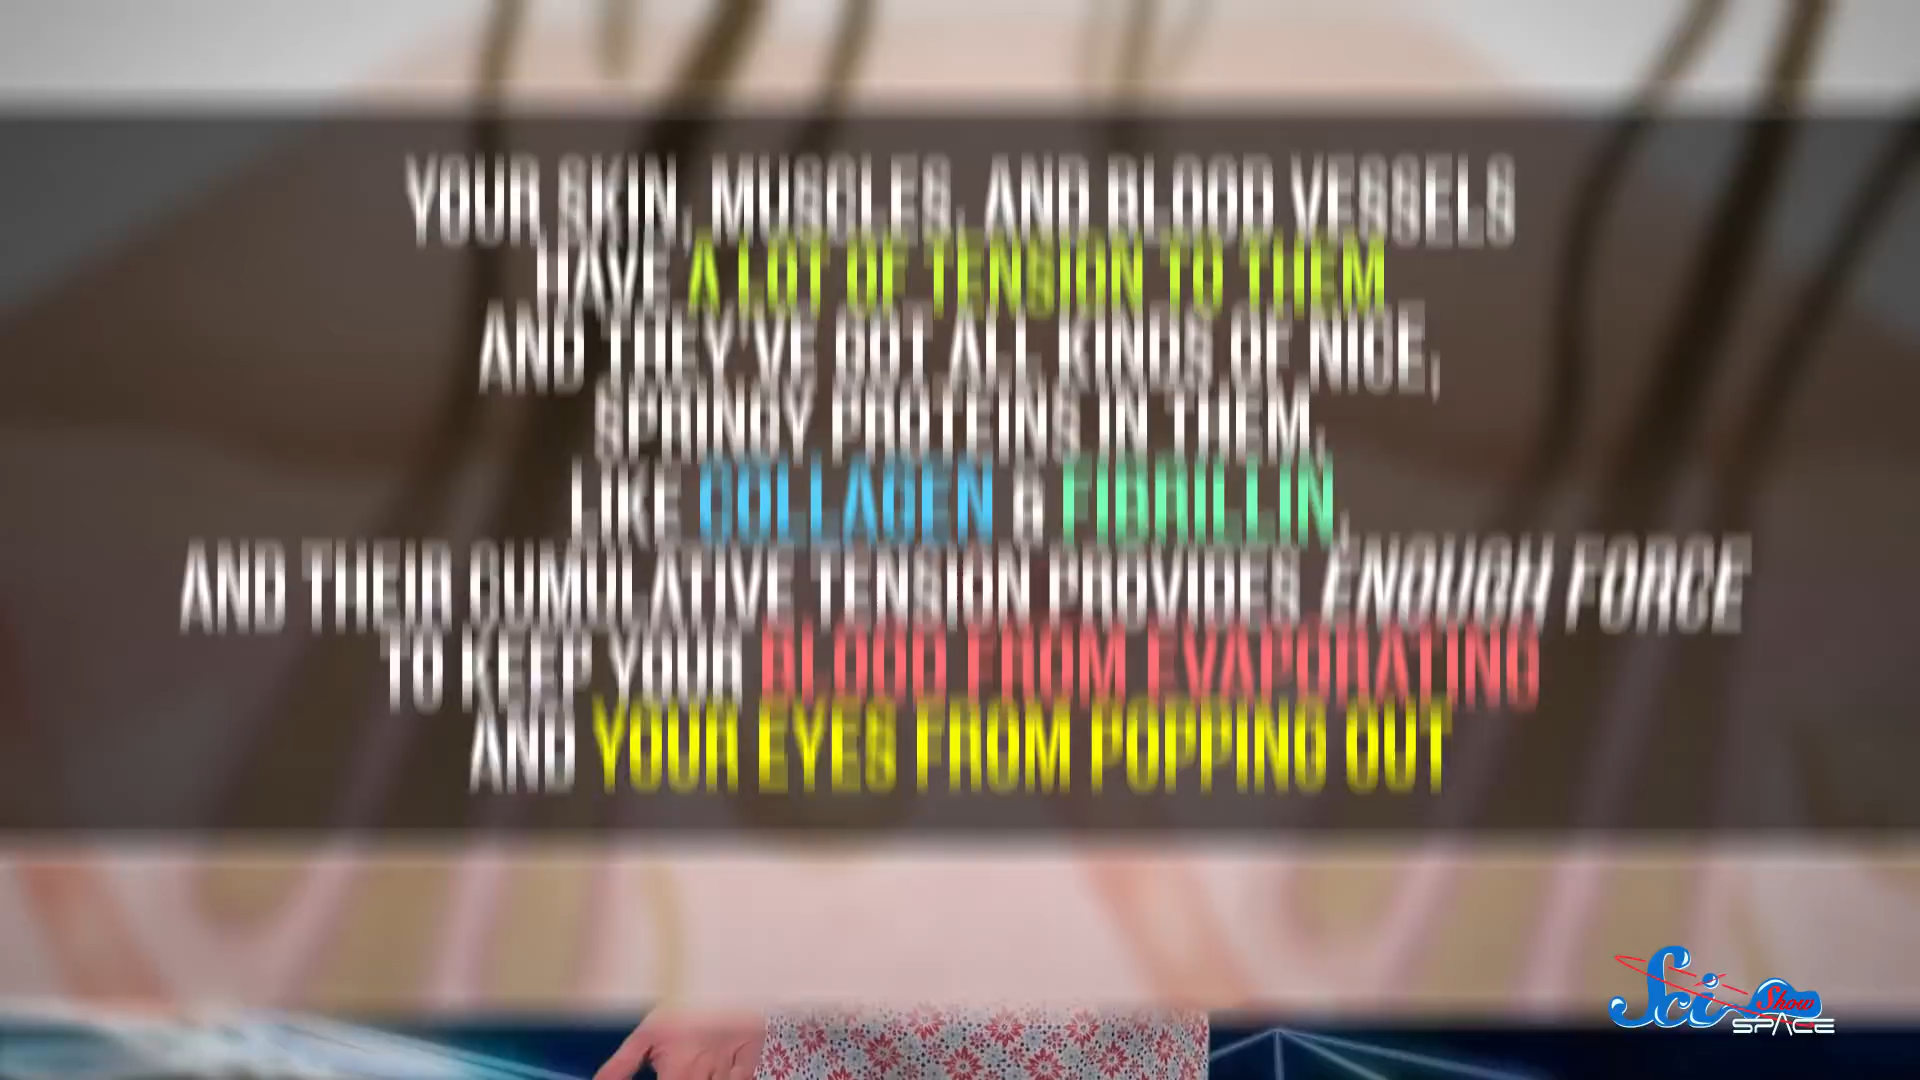 YOUR SKIN, MUSCLES, AND BLOOD VESSELS
HAVE A LOT OF TENSION TO THEM
AND THEY'VE GOT ALL KINDS OF NICE,
SPRINGY PROTEINS IN THEM,
LIKE COLLAGEN & FIBRILLIN,
AND THEIR CUMULATIVE TENSION PROVIDES ENOUGH FORCE
TO KEEP YOUR BLOOD FROM EVAPORATING
AND YOUR EYES FROM POPPING OUT
Sci Show
SPACE